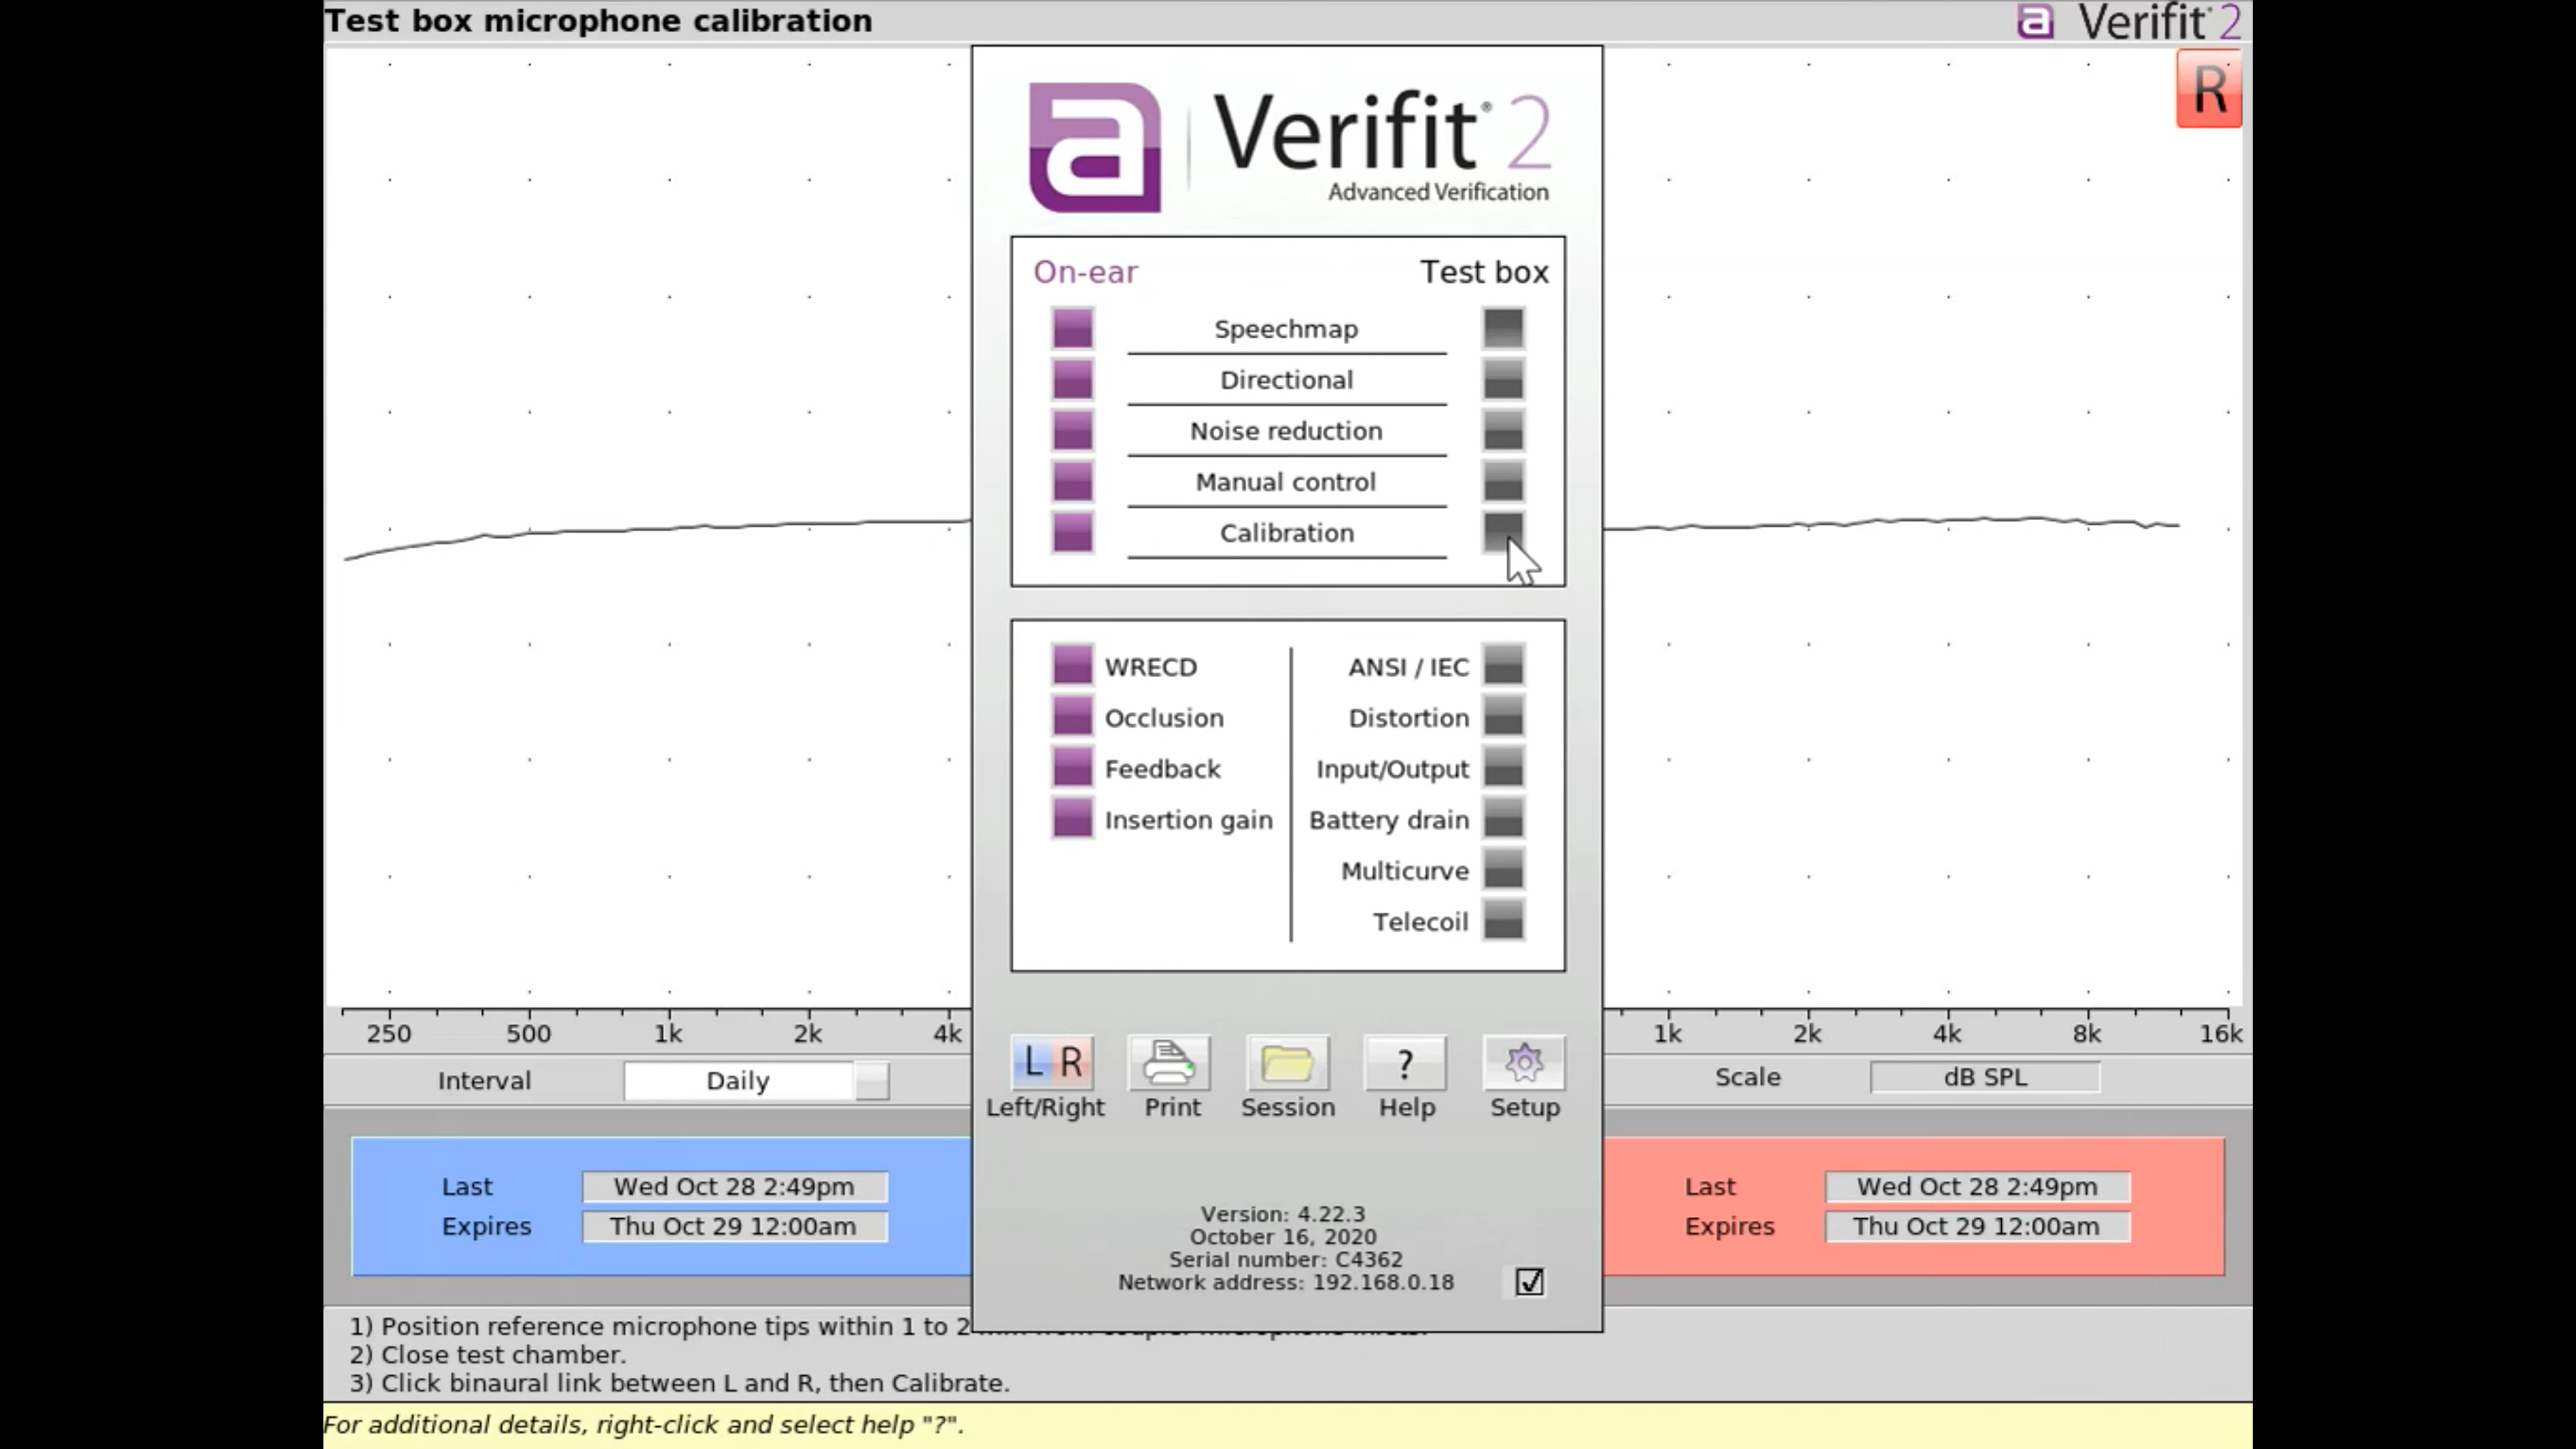 Test box microphone calibration
a Verifit 2
R
a Verifit® 2
Advanced Verification
On-ear Test box
Speechmap
Directional
Noise reduction
Manual control
Calibration
WRECD ANSI / IEC
Occlusion Distortion
Feedback Input/Output
Insertion gain Battery drain
Multicurve
Telecoil
250 500 1k 2k 4k 1k 2k 4k 8k 16k
Interval Daily Scale dB SPL
L R ?
Left/Right Print Session Help Setup
Last Wed Oct 28 2:49pm Last Wed Oct 28 2:49pm
Expires Thu Oct 29 12:00am Expires Thu Oct 29 12:00am
Version: 4.22.3
October 16, 2020
Serial number: C4362
Network address: 192.168.0.18
1) Position reference microphone tips within 1 to 2
2) Close test chamber.
3) Click binaural link between L and R, then Calibrate.
For additional details, right-click and select help "?".